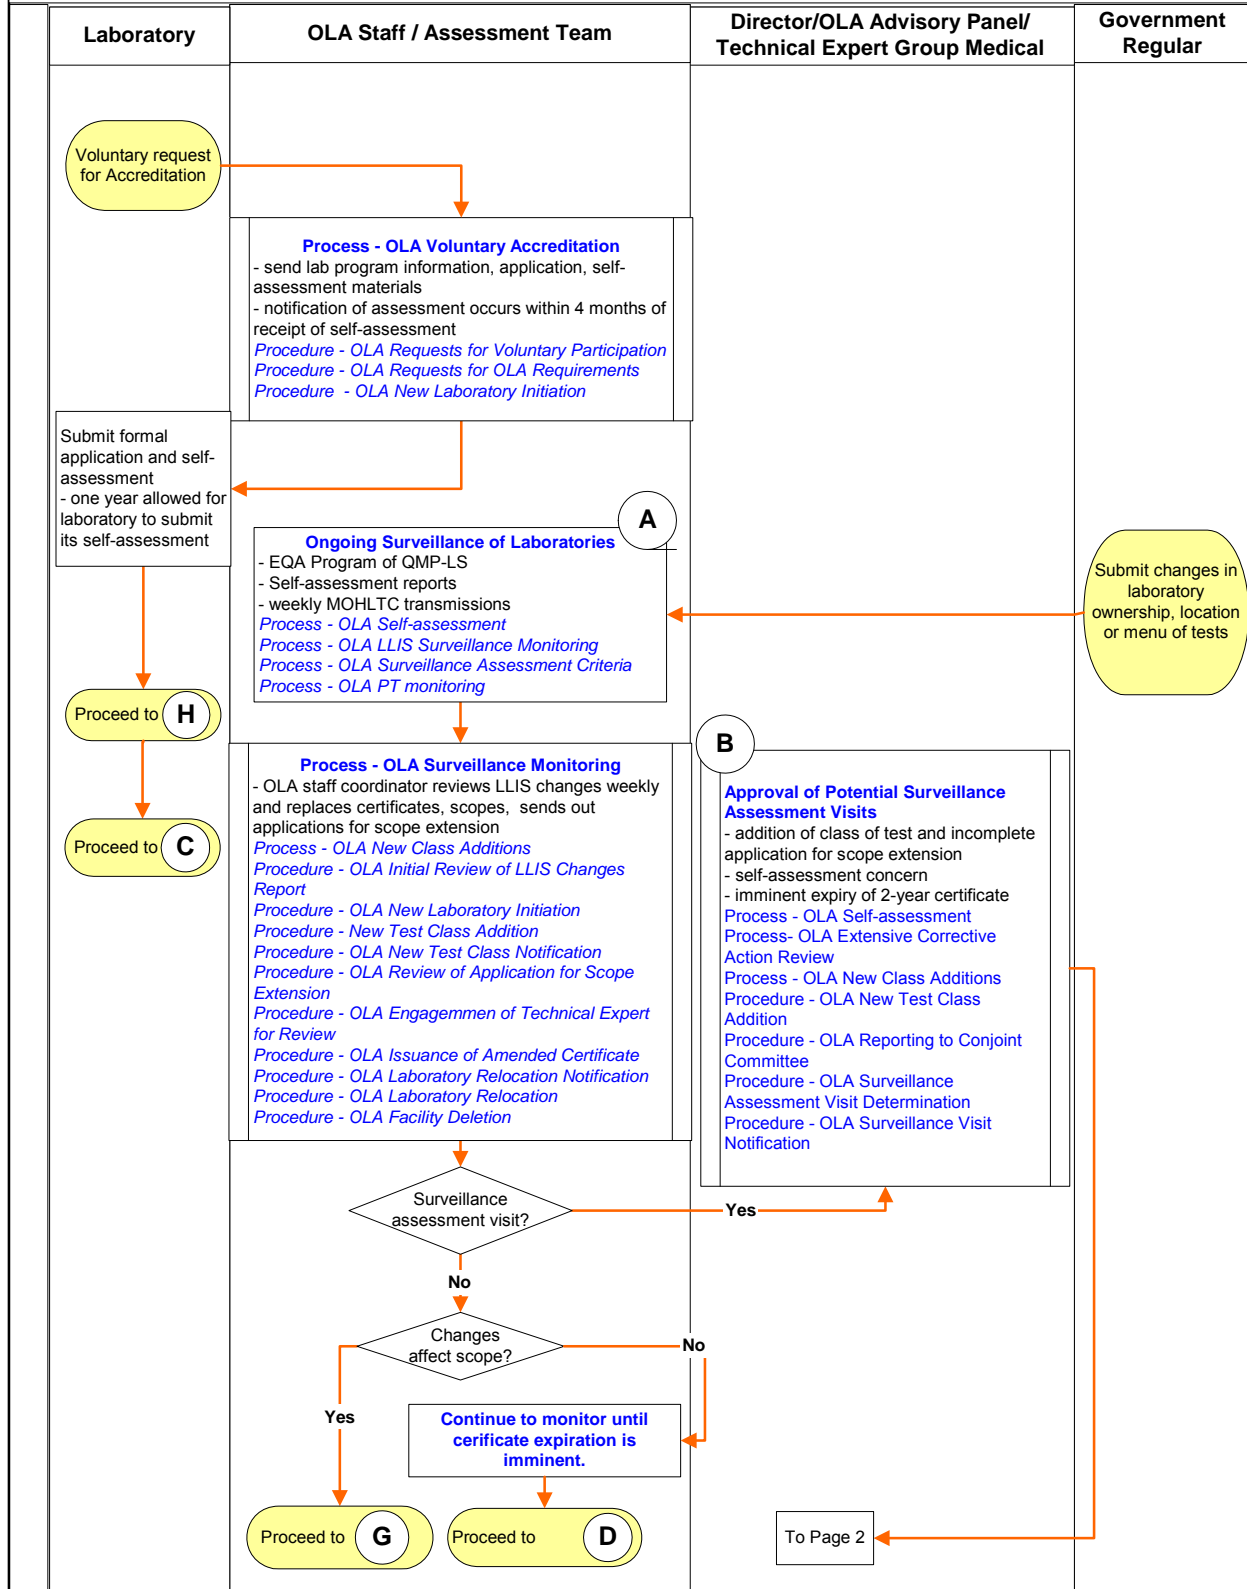 Laboratory
OLA Staff / Assessment Team
Director/OLA Advisory Panel/
Technical Expert Group Medical
Government
Regular
Voluntary request
for Accreditation
Process - OLA Voluntary Accreditation
- send lab program information, application, self-
assessment materials
- notification of assessment occurs within 4 months of
receipt of self-assessment
Procedure - OLA Requests for Voluntary Participation
Procedure - OLA Requests for OLA Requirements
Procedure - OLA New Laboratory Initiation
Submit formal
application and self-
assessment
- one year allowed for
laboratory to submit
its self-assessment
A
Ongoing Surveillance of Laboratories
- EQA Program of QMP-LS
- Self-assessment reports
- weekly MOHLTC transmissions
Process - OLA Self-assessment
Process - OLA LLIS Surveillance Monitoring
Process - OLA Surveillance Assessment Criteria
Process - OLA PT monitoring
Submit changes in
laboratory
ownership, location
or menu of tests
Proceed to H
Proceed to C
Process - OLA Surveillance Monitoring
- OLA staff coordinator reviews LLIS changes weekly
and replaces certificates, scopes, sends out
applications for scope extension
Process - OLA New Class Additions
Procedure - OLA Initial Review of LLIS Changes
Report
Procedure - OLA New Laboratory Initiation
Procedure - New Test Class Addition
Procedure - OLA New Test Class Notification
Procedure - OLA Review of Application for Scope
Extension
Procedure - OLA Engagemmen of Technical Expert
for Review
Procedure - OLA Issuance of Amended Certificate
Procedure - OLA Laboratory Relocation Notification
Procedure - OLA Laboratory Relocation
Procedure - OLA Facility Deletion
B
Approval of Potential Surveillance
Assessment Visits
- addition of class of test and incomplete
application for scope extension
- self-assessment concern
- imminent expiry of 2-year certificate
Process - OLA Self-assessment
Process- OLA Extensive Corrective
Action Review
Process - OLA New Class Additions
Procedure - OLA New Test Class
Addition
Procedure - OLA Reporting to Conjoint
Committee
Procedure - OLA Surveillance
Assessment Visit Determination
Procedure - OLA Surveillance Visit
Notification
Surveillance
assessment visit?
Yes
No
Changes
affect scope?
No
Yes
Continue to monitor until
cerificate expiration is
imminent.
Proceed to G
Proceed to D
To Page 2